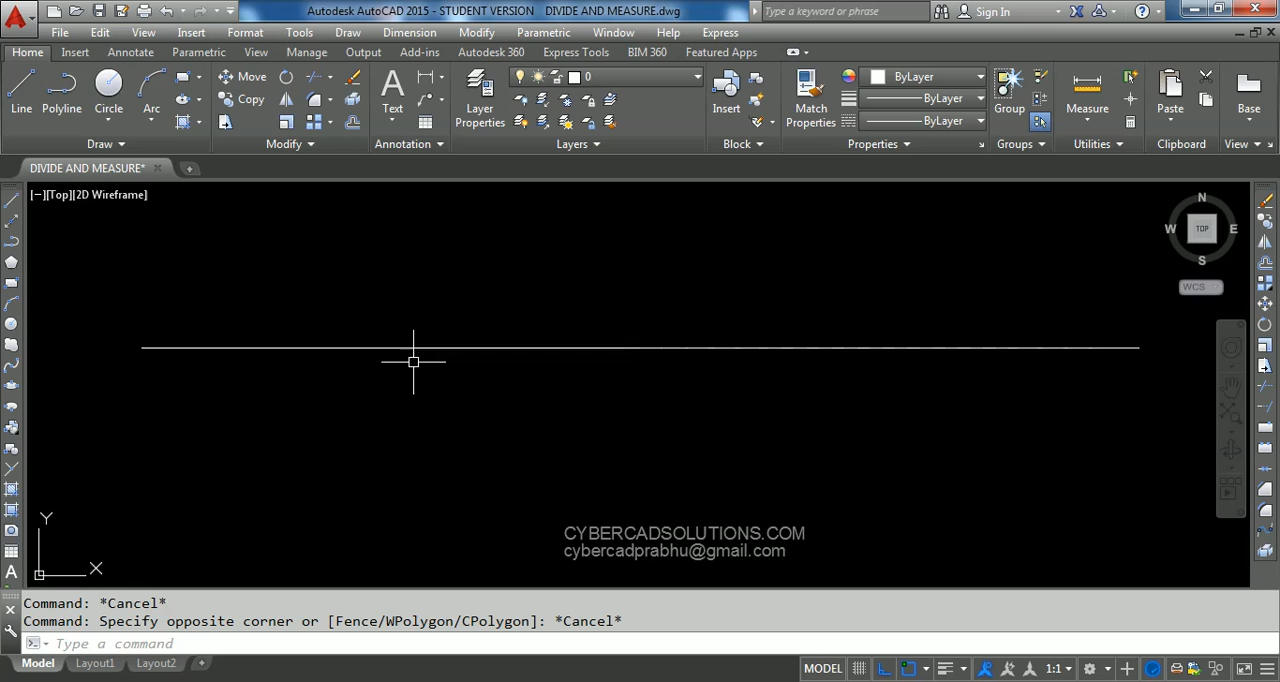 Autodesk AutoCAD 2015 - STUDENT VERSION DIVIDE AND MEASURE.dwg
Type a keyword or phrase
Sign In
File Edit View Insert Format Tools Draw Dimension Modify Parametric Window Help Express
Home Insert Annotate Parametric View Manage Output Add-ins Autodesk 360 Express Tools BIM 360 Featured Apps
Line Polyline Circle Arc
Move
Copy
Text
Layer
Properties
0
Insert
Match
Properties
ByLayer
ByLayer
ByLayer
Group
Measure
Paste
Base
Draw Modify Annotation Layers Block Properties Groups Utilities Clipboard View
DIVIDE AND MEASURE*
[−][Top][2D Wireframe]
N
W TOP E
S
WCS
CYBERCADSOLUTIONS.COM
cybercadprabhu@gmail.com
Y
X
A
Command: *Cancel*
Command: Specify opposite corner or [Fence/WPolygon/CPolygon]: *Cancel*
Type a command
Model Layout1 Layout2
MODEL 1:1